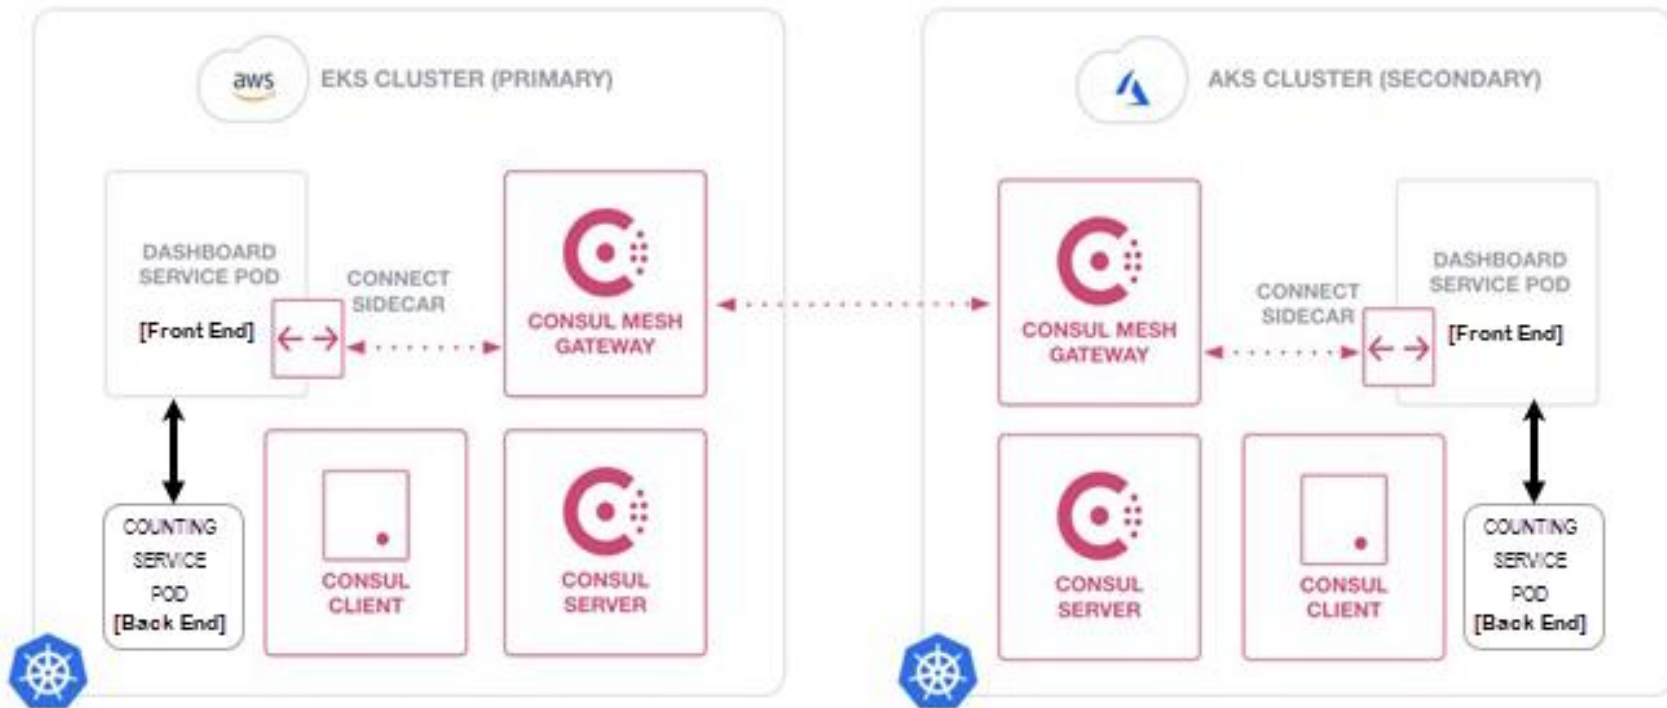 aws
EKS CLUSTER (PRIMARY)
DASHBOARD
SERVICE POD
[Front End]
CONNECT
SIDECAR
CONSUL MESH
GATEWAY
COUNTING
SERVICE
POD
[Back End]
CONSUL
CLIENT
CONSUL
SERVER
AKS CLUSTER (SECONDARY)
CONSUL MESH
GATEWAY
CONNECT
SIDECAR
DASHBOARD
SERVICE POD
[Front End]
CONSUL
SERVER
CONSUL
CLIENT
COUNTING
SERVICE
POD
[Back End]